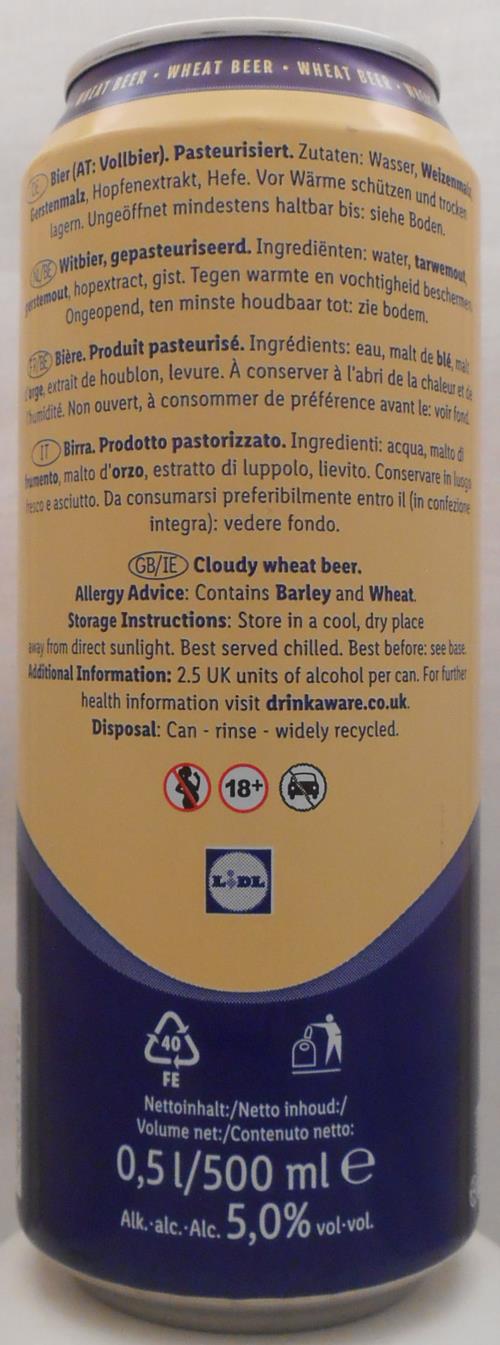 WHEAT BEER · WHEAT BEER · WHEAT BEER ·
DE Bier (AT: Vollbier). Pasteurisiert. Zutaten: Wasser, Weizenmalz,
Gerstenmalz, Hopfenextrakt, Hefe. Vor Wärme schützen und trocken
lagern. Ungeöffnet mindestens haltbar bis: siehe Boden.
NL/BE Witbier, gepasteuriseerd. Ingrediënten: water, tarwemout,
gerstemout, hopextract, gist. Tegen warmte en vochtigheid beschermen.
Ongeopend, ten minste houdbaar tot: zie bodem.
FR/BE Bière. Produit pasteurisé. Ingrédients: eau, malt de blé, malt
d'orge, extrait de houblon, levure. À conserver à l'abri de la chaleur et de
l'humidité. Non ouvert, à consommer de préférence avant le: voir fond.
IT Birra. Prodotto pastorizzato. Ingredienti: acqua, malto di
frumento, malto d'orzo, estratto di luppolo, lievito. Conservare in luogo
fresco e asciutto. Da consumarsi preferibilmente entro il (in confezione
integra): vedere fondo.
GB/IE Cloudy wheat beer.
Allergy Advice: Contains Barley and Wheat.
Storage Instructions: Store in a cool, dry place
away from direct sunlight. Best served chilled. Best before: see base.
Additional Information: 2.5 UK units of alcohol per can. For further
health information visit drinkaware.co.uk.
Disposal: Can - rinse - widely recycled.
18+
LIDL
40
FE
Nettoinhalt:/Netto inhoud:/
Volume net:/Contenuto netto:
0,5 l/500 ml ℮
Alk.·alc.·Alc. 5,0% vol·vol.